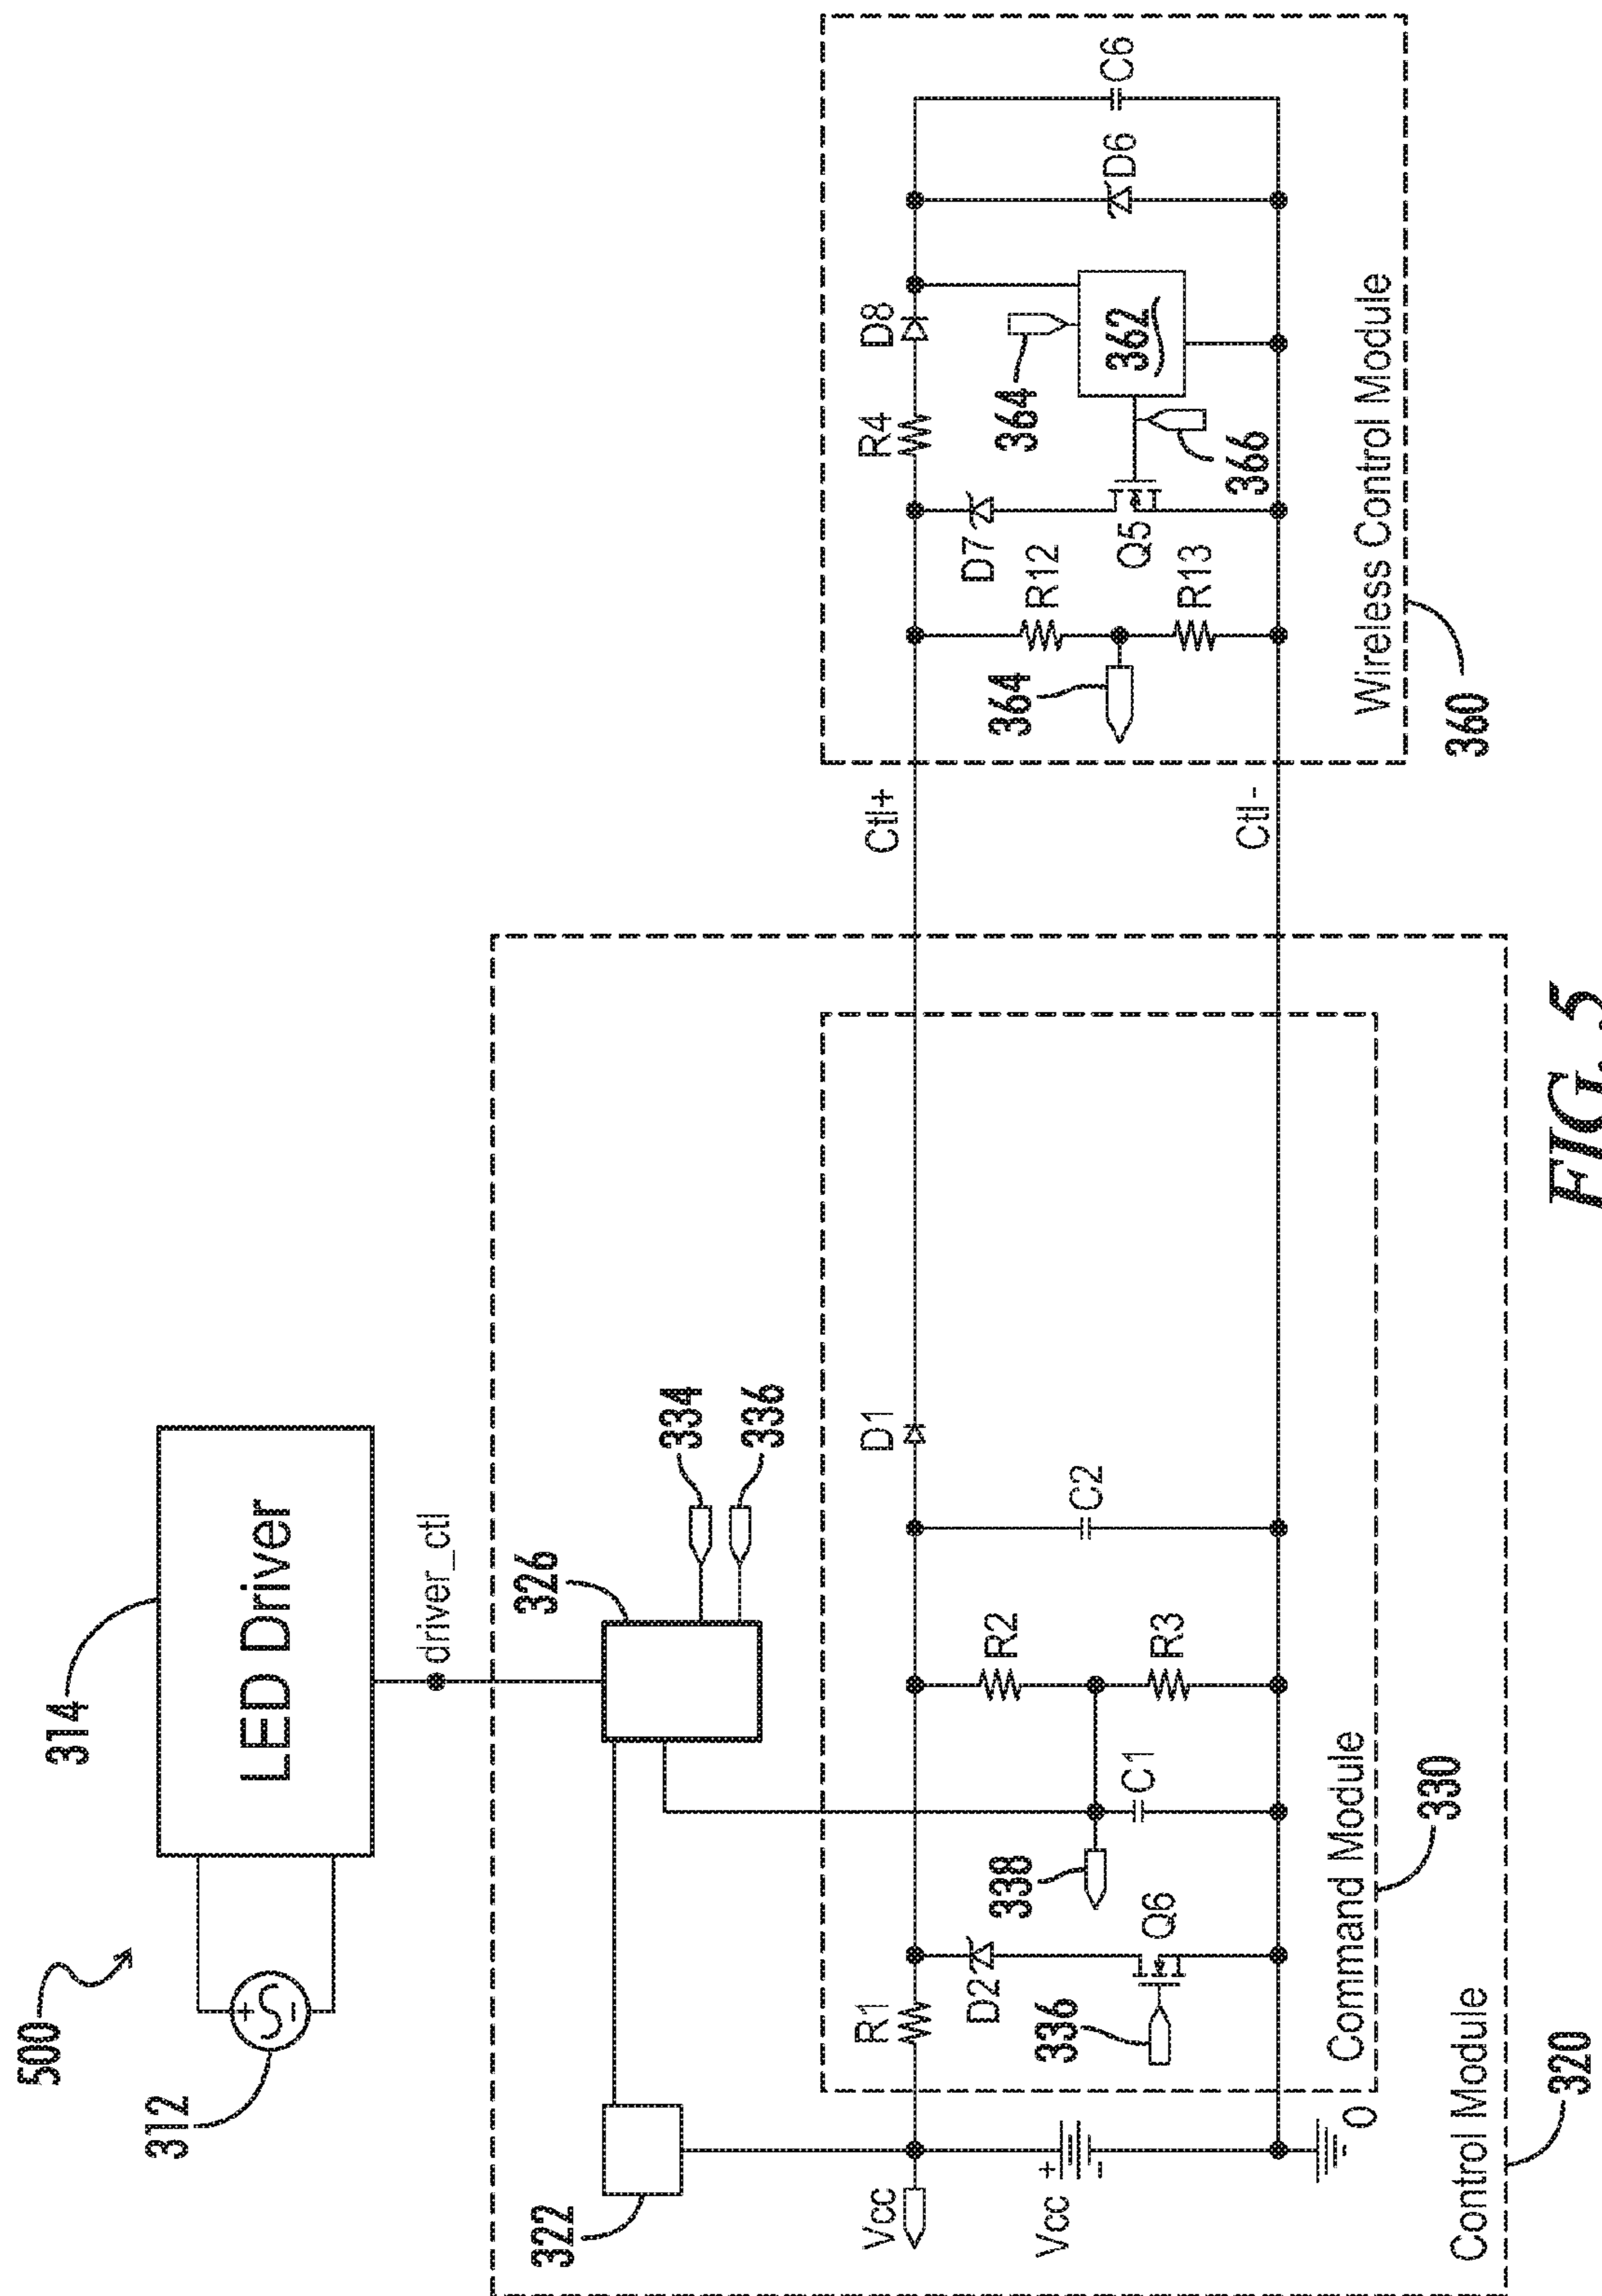 500
312
314
LED Driver
driver_ctl
326
334
336
322
Vcc
Vcc
+
-
0
R1
D2
336
Q6
338
C1
R2
R3
C2
D1
Command Module
330
Control Module
320
Ctl+
Ctl-
364
R12
R13
D7
Q5
R4
D8
364
362
366
D6
C6
Wireless Control Module
360
FIG. 5